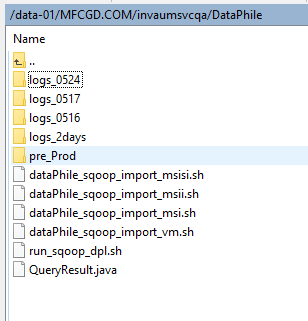 /data-01/MFCGD.COM/invaumsvcqa/DataPhile
Name
..
logs_0524
logs_0517
logs_0516
logs_2days
pre_Prod
dataPhile_sqoop_import_msisi.sh
dataPhile_sqoop_import_msii.sh
dataPhile_sqoop_import_msi.sh
dataPhile_sqoop_import_vm.sh
run_sqoop_dpl.sh
QueryResult.java